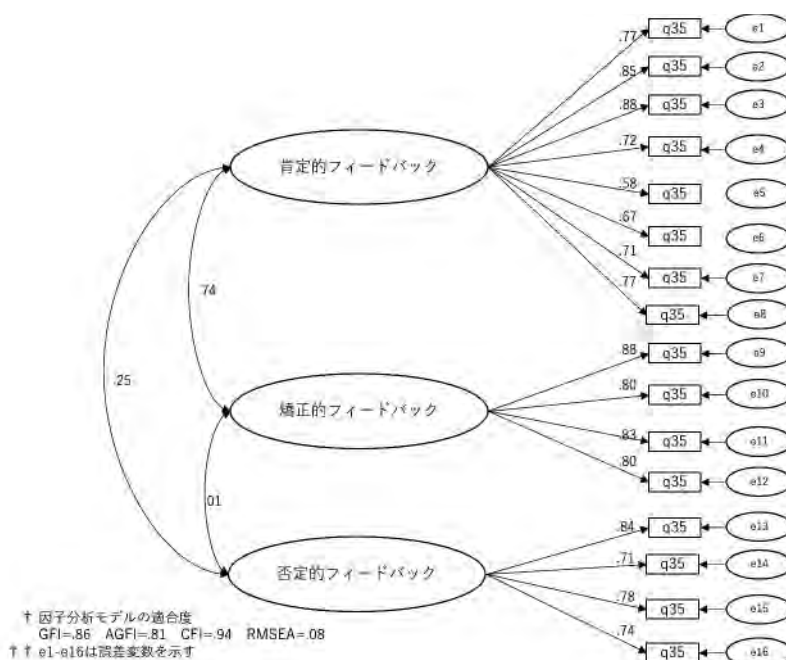 .77 q35 e1
.85 q35 e2
.88 q35 e3
.72 q35 e4
肯定的フィードバック
.58 q35 e5
.67 q35 e6
.71 q35 e7
.77 q35 e8
.74
.88 q35 e9
.25
.80 q35 e10
矯正的フィードバック
.83 q35 e11
.80 q35 e12
.01
.84 q35 e13
.71 q35 e14
否定的フィードバック
.78 q35 e15
.74 q35 e16
† 因子分析モデルの適合度
GFI=.86 AGFI=.81 CFI=.94 RMSEA=.08
†† e1-e16は誤差変数を示す